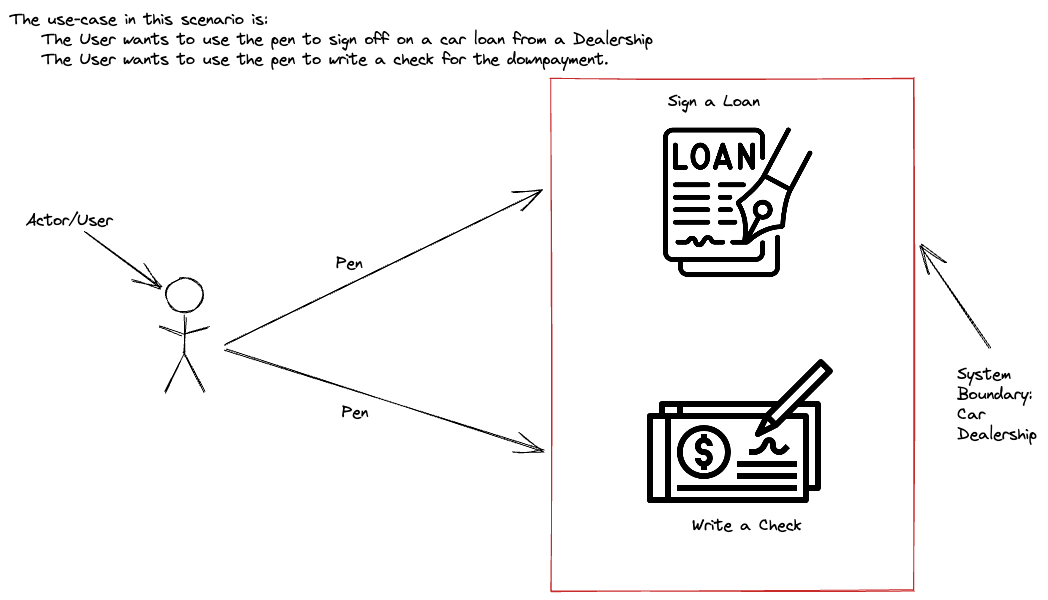 The use-case in this scenario is:
The User wants to use the pen to sign off on a car loan from a Dealership
The User wants to use the pen to write a check for the downpayment.
Sign a Loan
LOAN
Actor/User
Pen
Pen
$
Write a Check
System
Boundary:
Car
Dealership